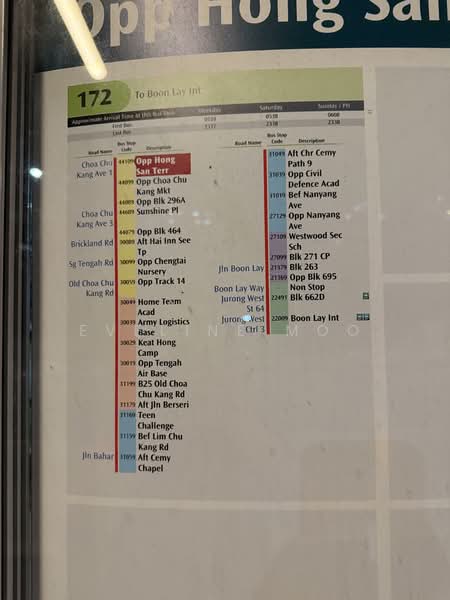 Opp Hong San
172 To Boon Lay Int
Approximate Arrival Time At this Bus Stop Weekday Saturday Sunday / PH
First Bus 0538 0600
Last Bus 2337 2338 2338
Road Name Bus Stop Code Description
Choa Chu Kang Ave 1 44109 Opp Hong San Terr
44099 Opp Choa Chu Kang Mkt
44089 Opp Blk 296A
Choa Chu Kang Ave 3 44689 Sunshine Pl
44079 Opp Blk 464
Brickland Rd 30089 Aft Hai Inn See Tp
Sg Tengah Rd 30099 Opp Chengtai Nursery
Old Choa Chu Kang Rd 30059 Opp Track 14
30049 Home Team Acad
30039 Army Logistics Base
30029 Keat Hong Camp
30019 Opp Tengah Air Base
31199 B25 Old Choa Chu Kang Rd
31179 Aft Jln Berseri
31169 Teen Challenge
31159 Bef Lim Chu Kang Rd
Jln Bahar 31059 Aft Cemy Chapel
Road Name Bus Stop Code Description
31049 Aft Chr Cemy Path 9
31039 Opp Civil Defence Acad
31019 Bef Nanyang Ave
27129 Opp Nanyang Ave
27109 Westwood Sec Sch
27099 Blk 271 CP
Jln Boon Lay 21379 Blk 263
21369 Opp Blk 695
Boon Lay Way Non Stop
Jurong West St 64 22491 Blk 662D
Jurong West Ctrl 3 22009 Boon Lay Int
EVELINE MOO